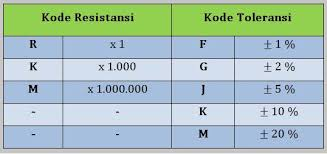 Kode Resistansi Kode Toleransi
R x 1 F ± 1 %
K x 1.000 G ± 2 %
M x 1.000.000 J ± 5 %
- - K ± 10 %
- - M ± 20 %